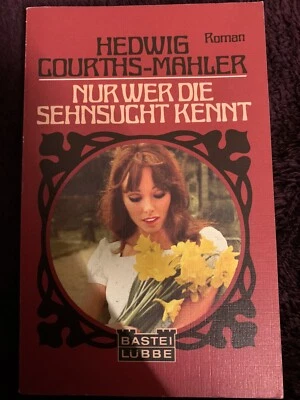 HEDWIG
Roman
COURTHS-MAHLER
NUR WER DIE
SEHNSUCHT KENNT
BASTEI
LÜBBE